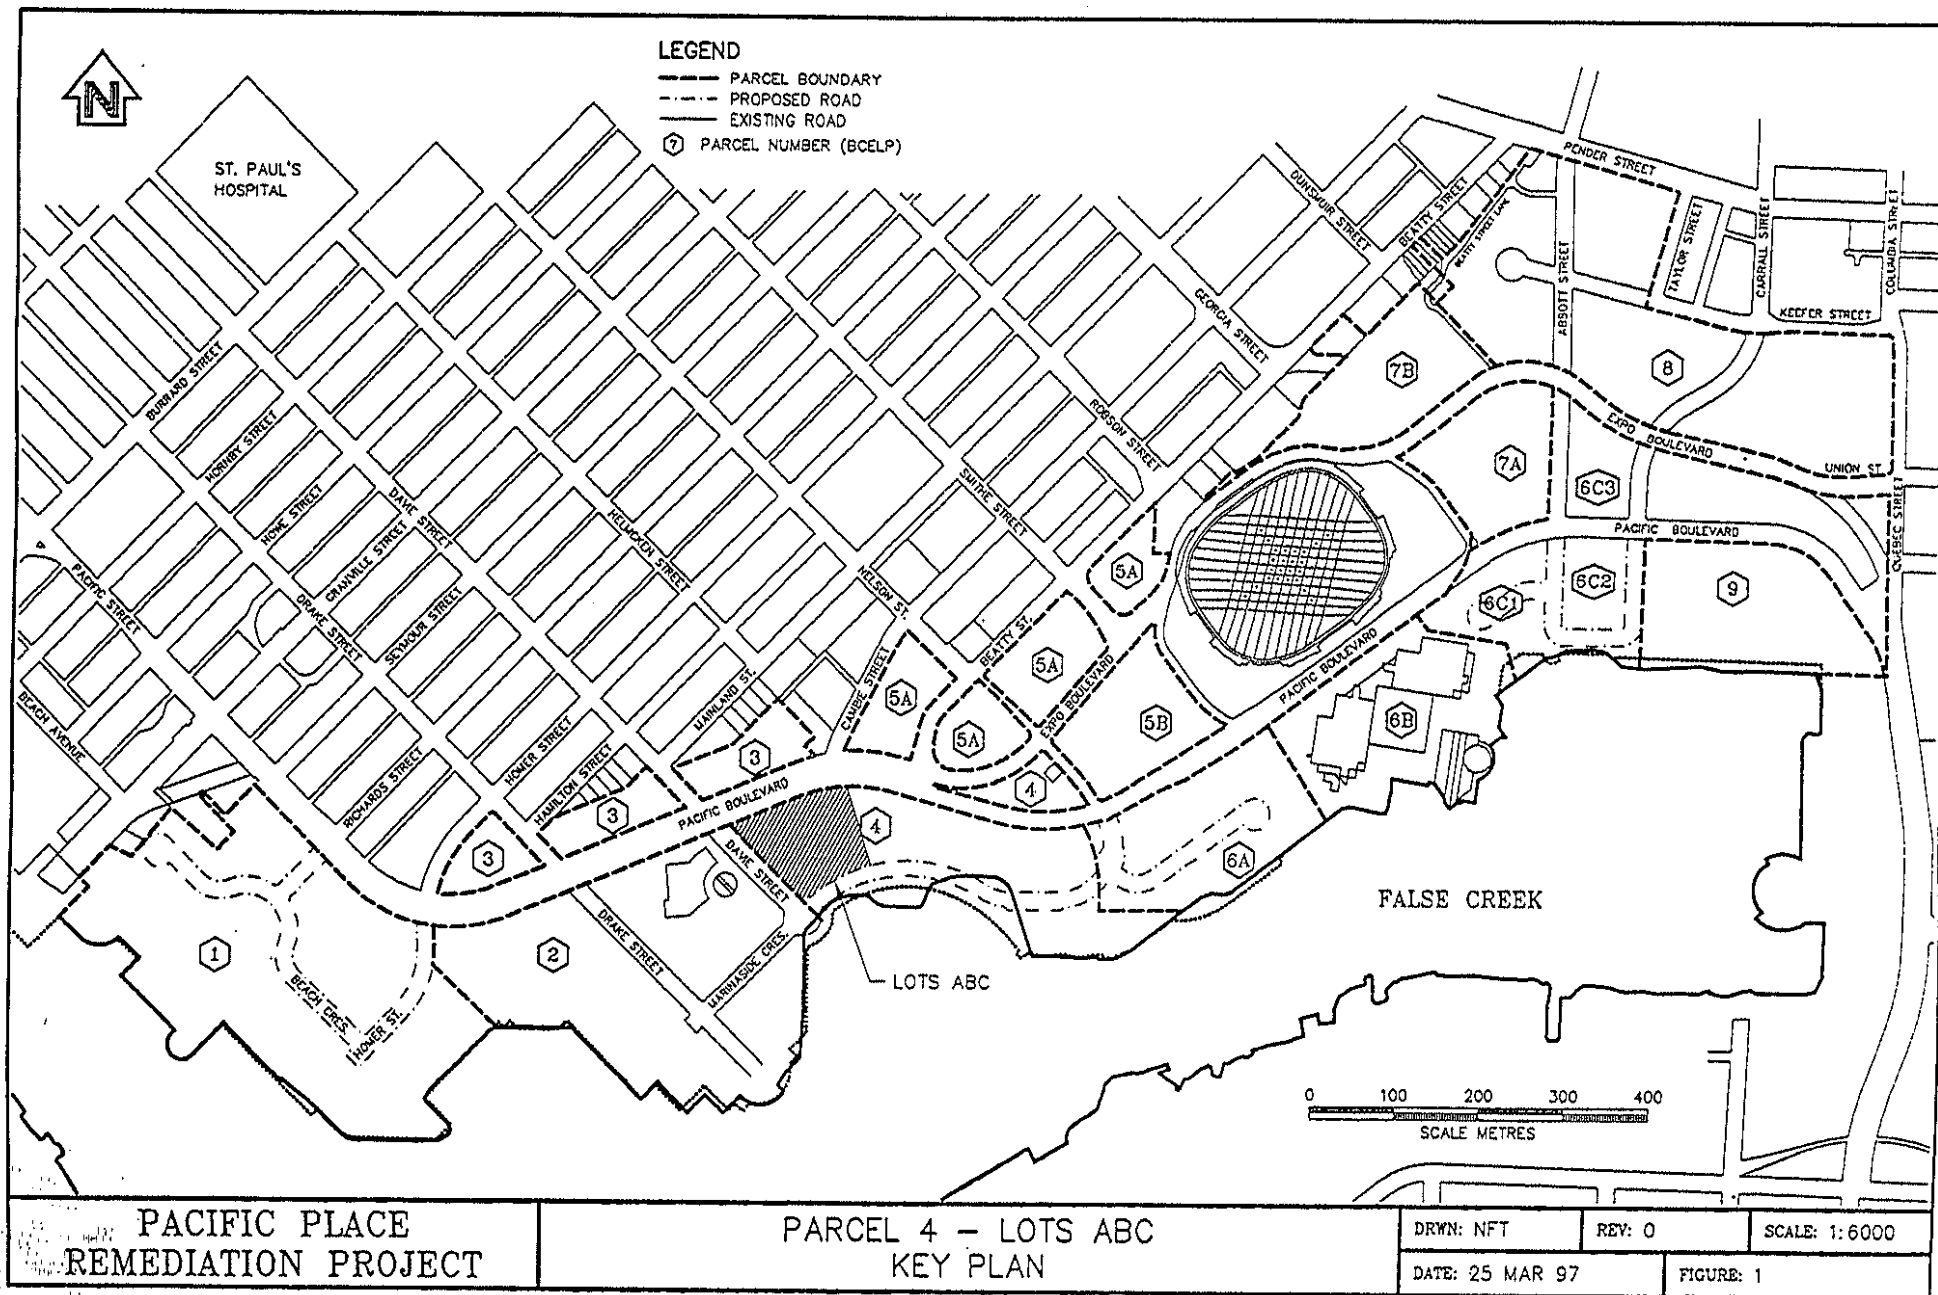 N
LEGEND
PARCEL BOUNDARY
PROPOSED ROAD
EXISTING ROAD
7 PARCEL NUMBER (BCELP)
ST. PAUL'S
HOSPITAL
PENDER STREET
DUNSMUIR STREET
BEATTY STREET
BEATTY STREET LANE
TAYLOR STREET
CARRALL STREET
COLUMBIA STREET
ABBOTT STREET
KEEFER STREET
GEORGIA STREET
BURRARD STREET
HORNBY STREET
HOWE STREET
DAVIE STREET
GRANVILLE STREET
HELMCKEN STREET
SMITHE STREET
ROBSON STREET
7B
8
EXPO BOULEVARD
UNION ST.
7A
6C3
PACIFIC BOULEVARD
QUEBEC STREET
PACIFIC STREET
DRAKE STREET
SEYMOUR STREET
NELSON ST.
5A
6C2
6C1
9
BEACH AVENUE
MAINLAND ST.
CAMBIE STREET
BEATTY ST.
5A
5A
5A
EXPO BOULEVARD
5B
PACIFIC BOULEVARD
6B
RICHARDS STREET
HOMER STREET
HAMILTON STREET
3
3
3
PACIFIC BOULEVARD
4
4
6A
DAVIE STREET
DRAKE STREET
MARINASIDE CRES.
FALSE CREEK
1
2
BEACH CRES.
HOMER ST.
LOTS ABC
0 100 200 300 400
SCALE METRES
PACIFIC PLACE
REMEDIATION PROJECT
PARCEL 4 – LOTS ABC
KEY PLAN
DRWN: NFT
REV: 0
SCALE: 1:6000
DATE: 25 MAR 97
FIGURE: 1